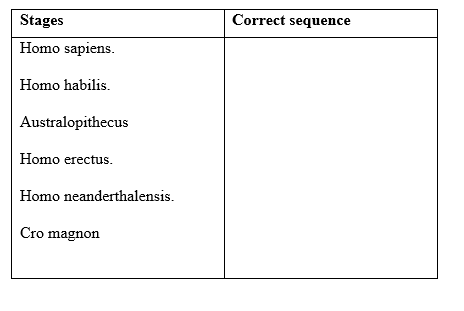 Stages
Correct sequence
Homo sapiens.
Homo habilis.
Australopithecus
Homo erectus.
Homo neanderthalensis.
Cro magnon